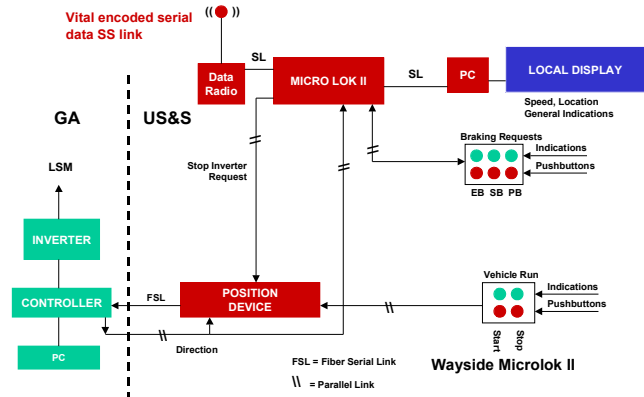 Vital encoded serial
data SS link
((●))
SL
SL
Data
Radio
MICRO LOK II
PC
LOCAL DISPLAY
Speed, Location
General Indications
GA
US&S
LSM
Stop Inverter
Request
Braking Requests
Indications
Pushbuttons
EB SB PB
INVERTER
CONTROLLER
PC
FSL
POSITION
DEVICE
Direction
Vehicle Run
Indications
Pushbuttons
Start
Stop
FSL = Fiber Serial Link
\\ = Parallel Link
Wayside Microlok II